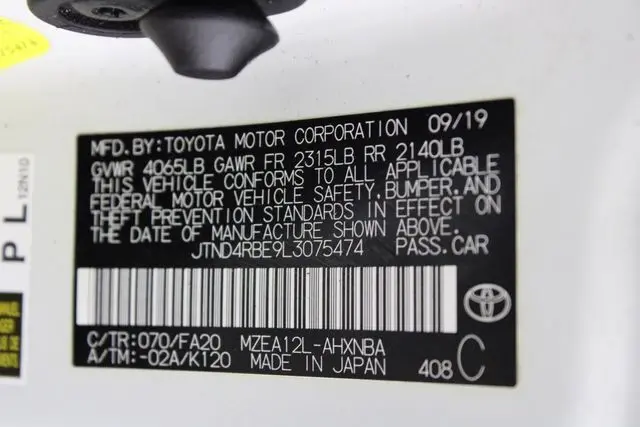 MFD. BY: TOYOTA MOTOR CORPORATION 09/19
GVWR 4065LB GAWR FR 2315LB RR 2140LB
THIS VEHICLE CONFORMS TO ALL APPLICABLE
FEDERAL MOTOR VEHICLE SAFETY, BUMPER, AND
THEFT PREVENTION STANDARDS IN EFFECT ON
THE DATE OF MANUFACTURE SHOWN ABOVE.
JTND4RBE9L3075474 PASS.CAR
C/TR: 070/FA20 MZEA12L-AHXNBA
A/TM: -02A/K120 MADE IN JAPAN 408 C
P L
12N10